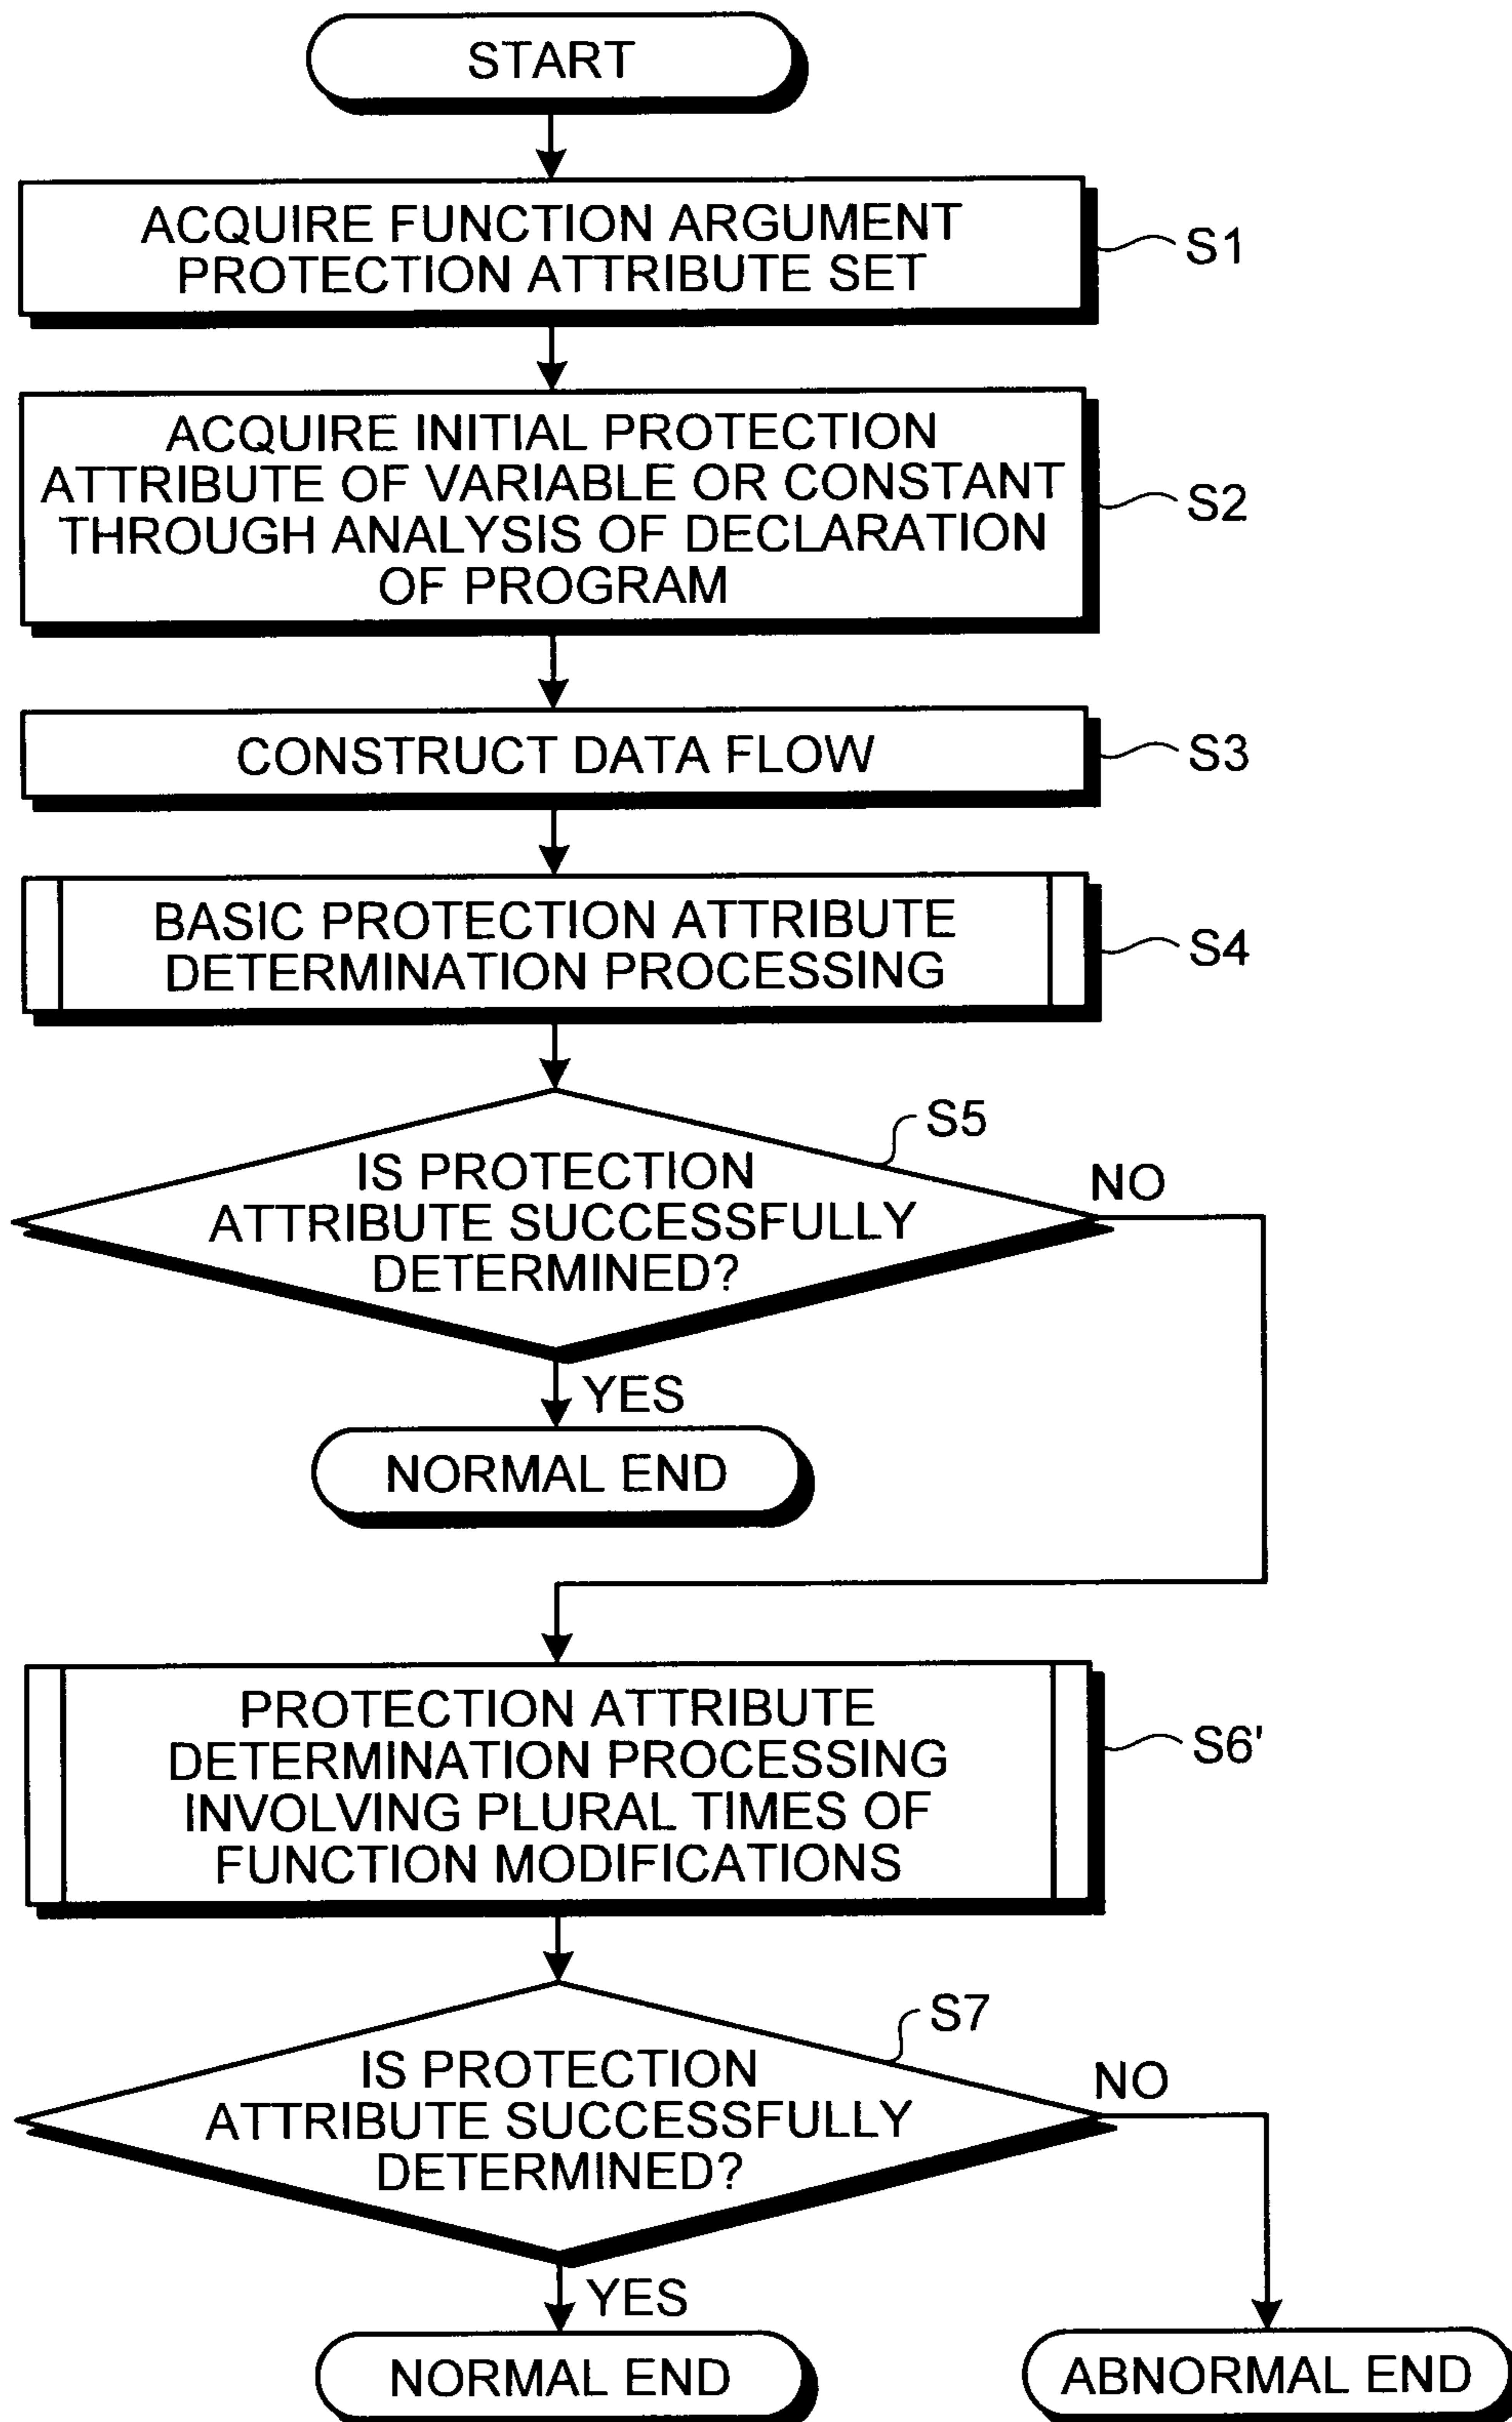 START
ACQUIRE FUNCTION ARGUMENT
PROTECTION ATTRIBUTE SET
S1
ACQUIRE INITIAL PROTECTION
ATTRIBUTE OF VARIABLE OR CONSTANT
THROUGH ANALYSIS OF DECLARATION
OF PROGRAM
S2
CONSTRUCT DATA FLOW
S3
BASIC PROTECTION ATTRIBUTE
DETERMINATION PROCESSING
S4
S5
IS PROTECTION
ATTRIBUTE SUCCESSFULLY
DETERMINED?
NO
YES
NORMAL END
PROTECTION ATTRIBUTE
DETERMINATION PROCESSING
INVOLVING PLURAL TIMES OF
FUNCTION MODIFICATIONS
S6'
S7
IS PROTECTION
ATTRIBUTE SUCCESSFULLY
DETERMINED?
NO
YES
NORMAL END
ABNORMAL END